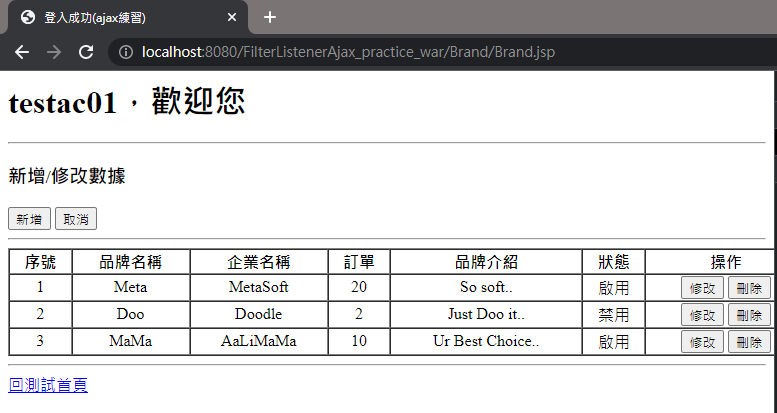 登入成功(ajax練習)
localhost:8080/FilterListenerAjax_practice_war/Brand/Brand.jsp
testac01，歡迎您
新增/修改數據
新增 取消
序號 品牌名稱 企業名稱 訂單 品牌介紹 狀態 操作
1 Meta MetaSoft 20 So soft.. 啟用 修改 刪除
2 Doo Doodle 2 Just Doo it.. 禁用 修改 刪除
3 MaMa AaLiMaMa 10 Ur Best Choice.. 啟用 修改 刪除
回測試首頁